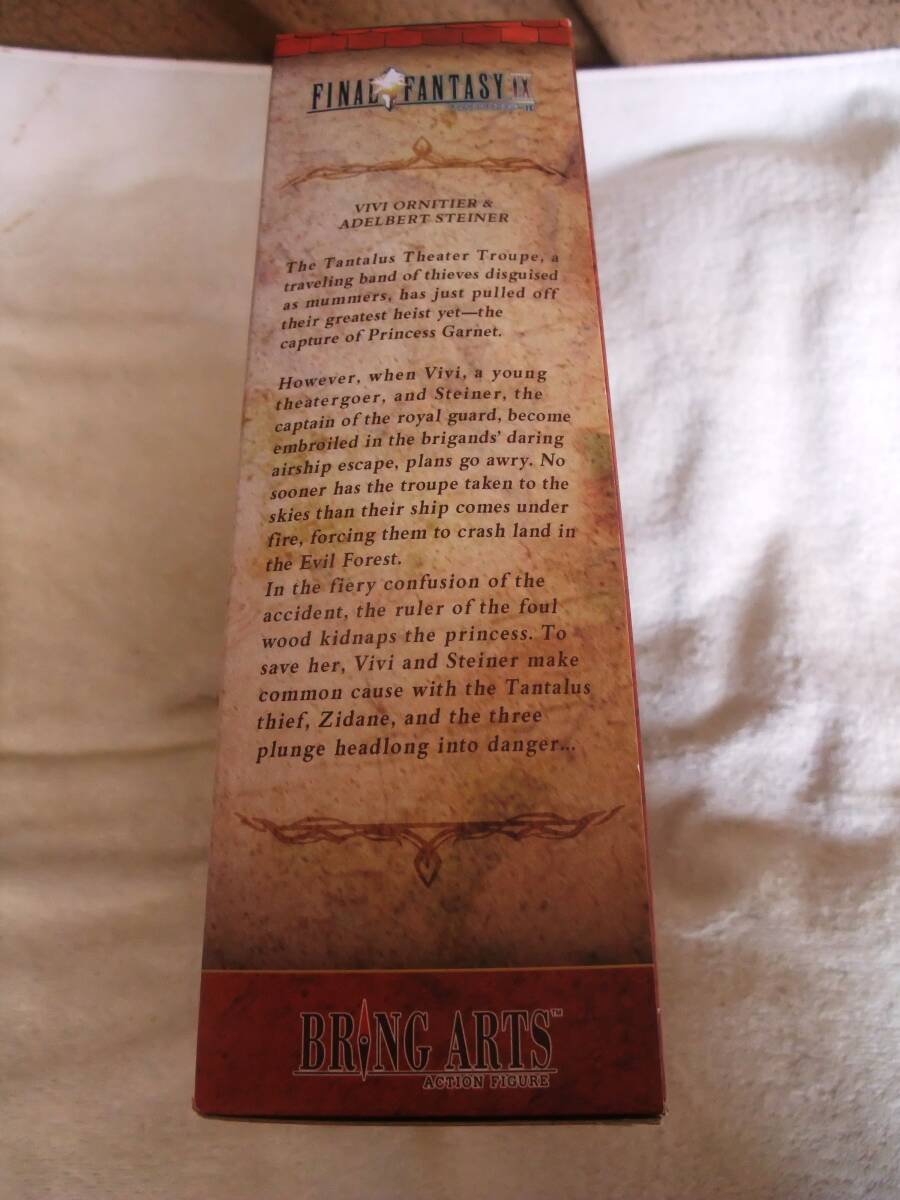 FINAL FANTASY IX
VIVI ORNITIER &
ADELBERT STEINER
The Tantalus Theater Troupe, a
traveling band of thieves disguised
as mummers, has just pulled off
their greatest heist yet—the
capture of Princess Garnet.
However, when Vivi, a young
theatergoer, and Steiner, the
captain of the royal guard, become
embroiled in the brigands' daring
airship escape, plans go awry. No
sooner has the troupe taken to the
skies than their ship comes under
fire, forcing them to crash land in
the Evil Forest.
In the fiery confusion of the
accident, the ruler of the foul
wood kidnaps the princess. To
save her, Vivi and Steiner make
common cause with the Tantalus
thief, Zidane, and the three
plunge headlong into danger...
BRING ARTS™
ACTION FIGURE